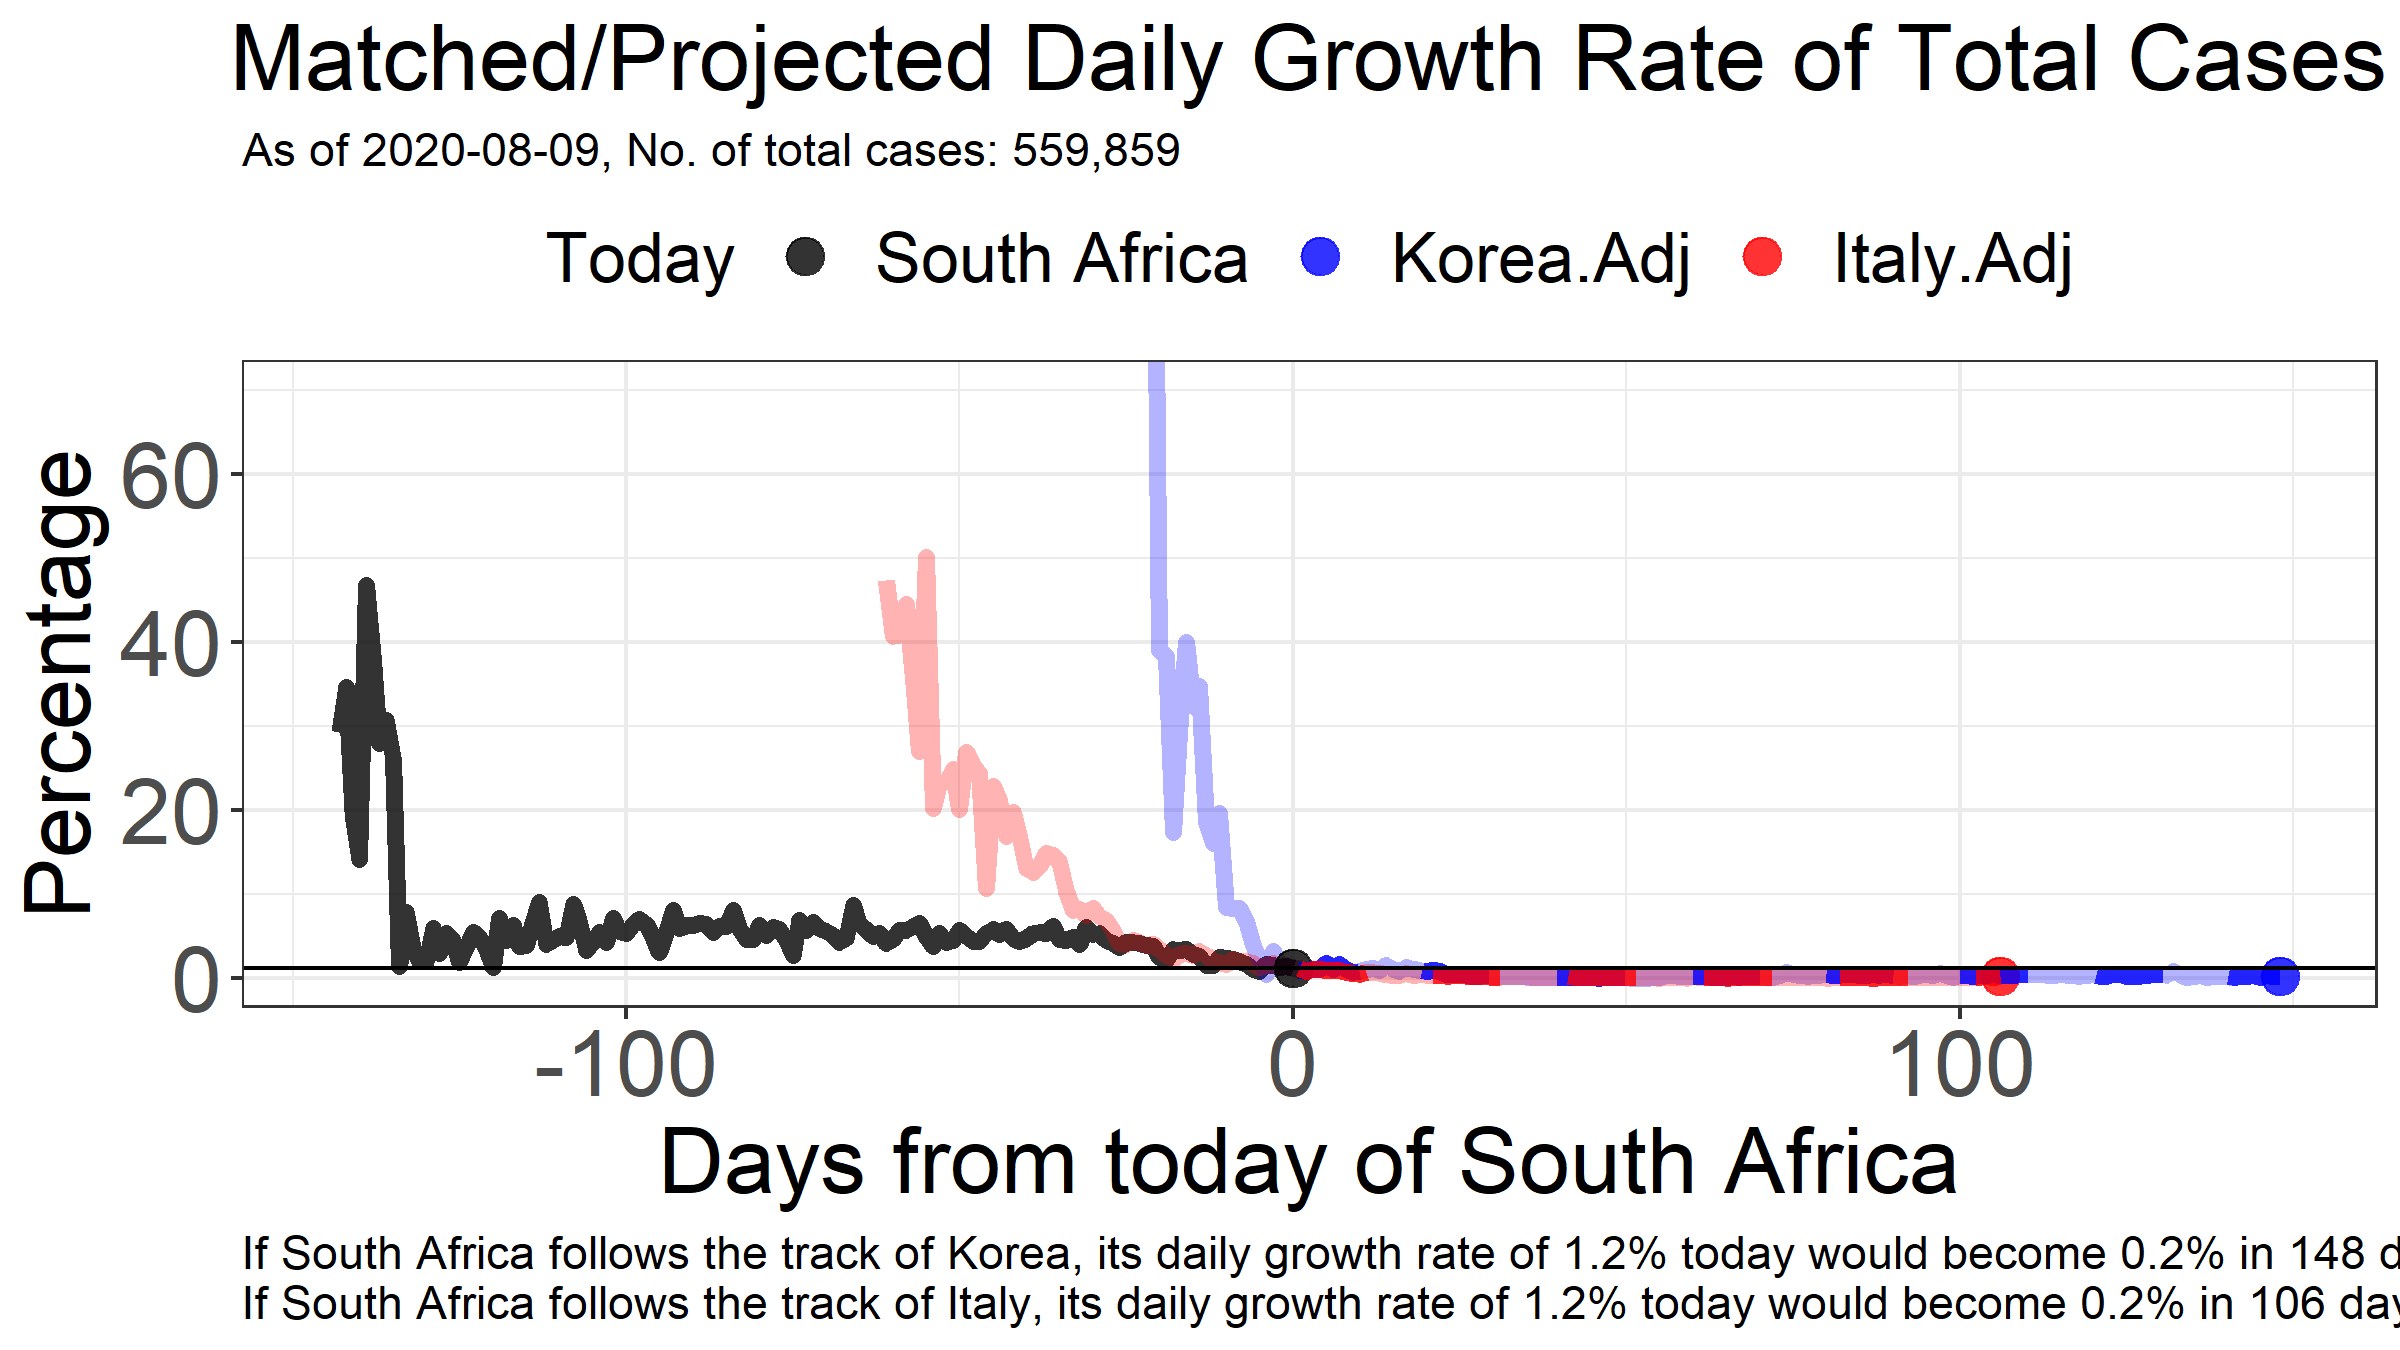 Matched/Projected Daily Growth Rate of Total Cases
As of 2020-08-09, No. of total cases: 559,859
Today South Africa Korea.Adj Italy.Adj
Percentage
60
40
20
0
-100 0 100
Days from today of South Africa
If South Africa follows the track of Korea, its daily growth rate of 1.2% today would become 0.2% in 148 d
If South Africa follows the track of Italy, its daily growth rate of 1.2% today would become 0.2% in 106 day